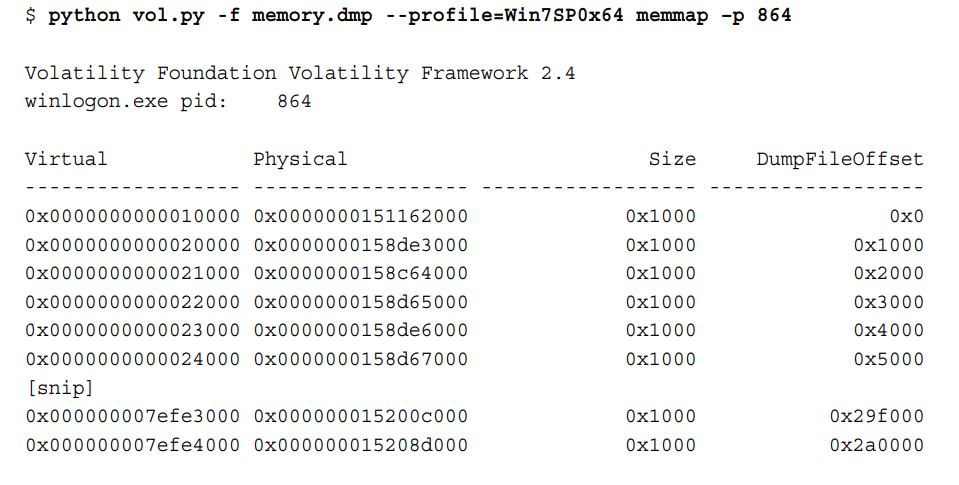 $ python vol.py -f memory.dmp --profile=Win7SP0x64 memmap -p 864
Volatility Foundation Volatility Framework 2.4
winlogon.exe pid:    864
Virtual            Physical                         Size     DumpFileOffset
------------------ ------------------ ------------------ ------------------
0x0000000000010000 0x0000000151162000             0x1000                0x0
0x0000000000020000 0x0000000158de3000             0x1000             0x1000
0x0000000000021000 0x0000000158c64000             0x1000             0x2000
0x0000000000022000 0x0000000158d65000             0x1000             0x3000
0x0000000000023000 0x0000000158de6000             0x1000             0x4000
0x0000000000024000 0x0000000158d67000             0x1000             0x5000
[snip]
0x000000007efe3000 0x000000015200c000             0x1000           0x29f000
0x000000007efe4000 0x000000015208d000             0x1000           0x2a0000